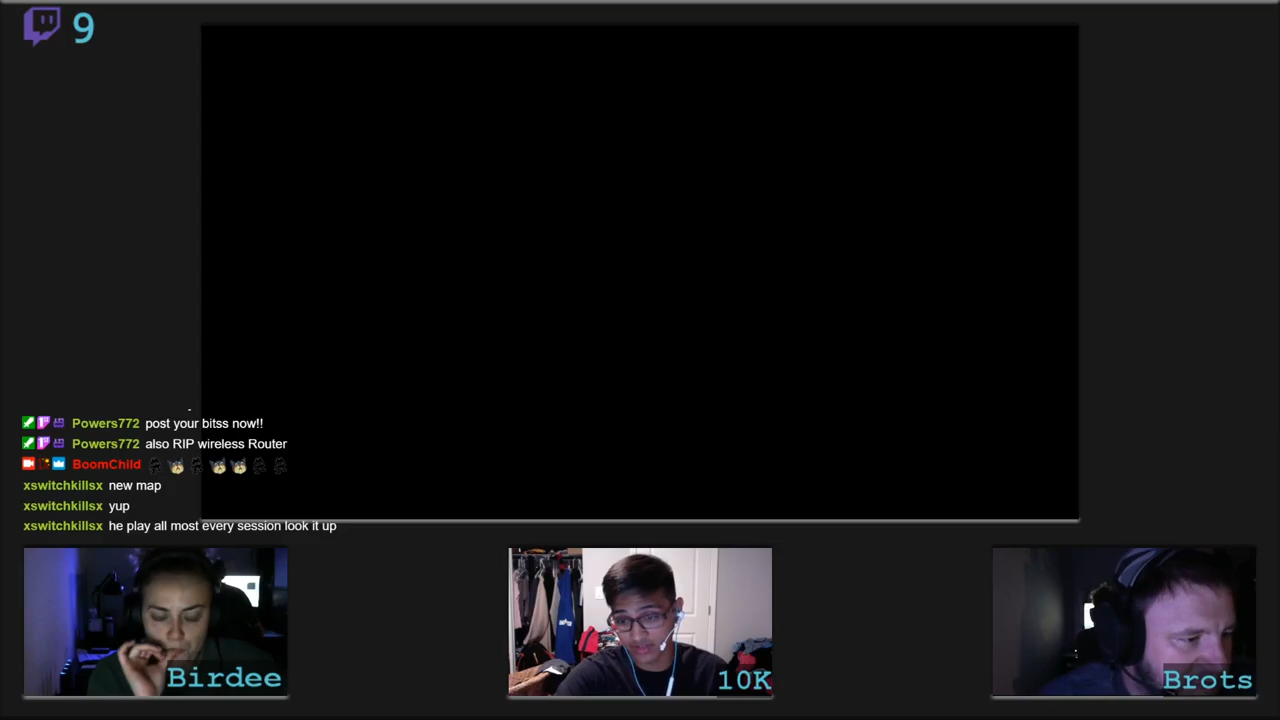 9
Powers772 post your bitss now!!
Powers772 also RIP wireless Router
BoomChild
xswitchkillsx new map
xswitchkillsx yup
xswitchkillsx he play all most every session look it up
Birdee
10K
Brots